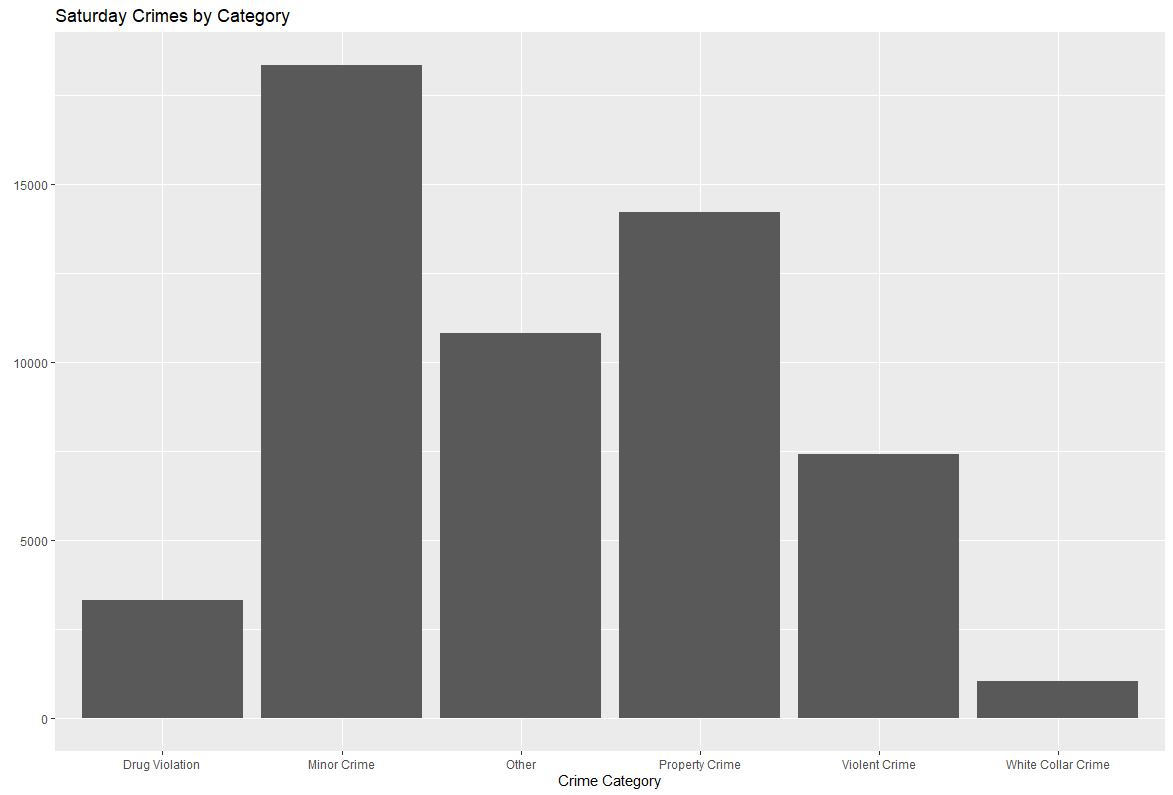 Saturday Crimes by Category
15000
10000
5000
0
Drug Violation Minor Crime Other Property Crime Violent Crime White Collar Crime
Crime Category